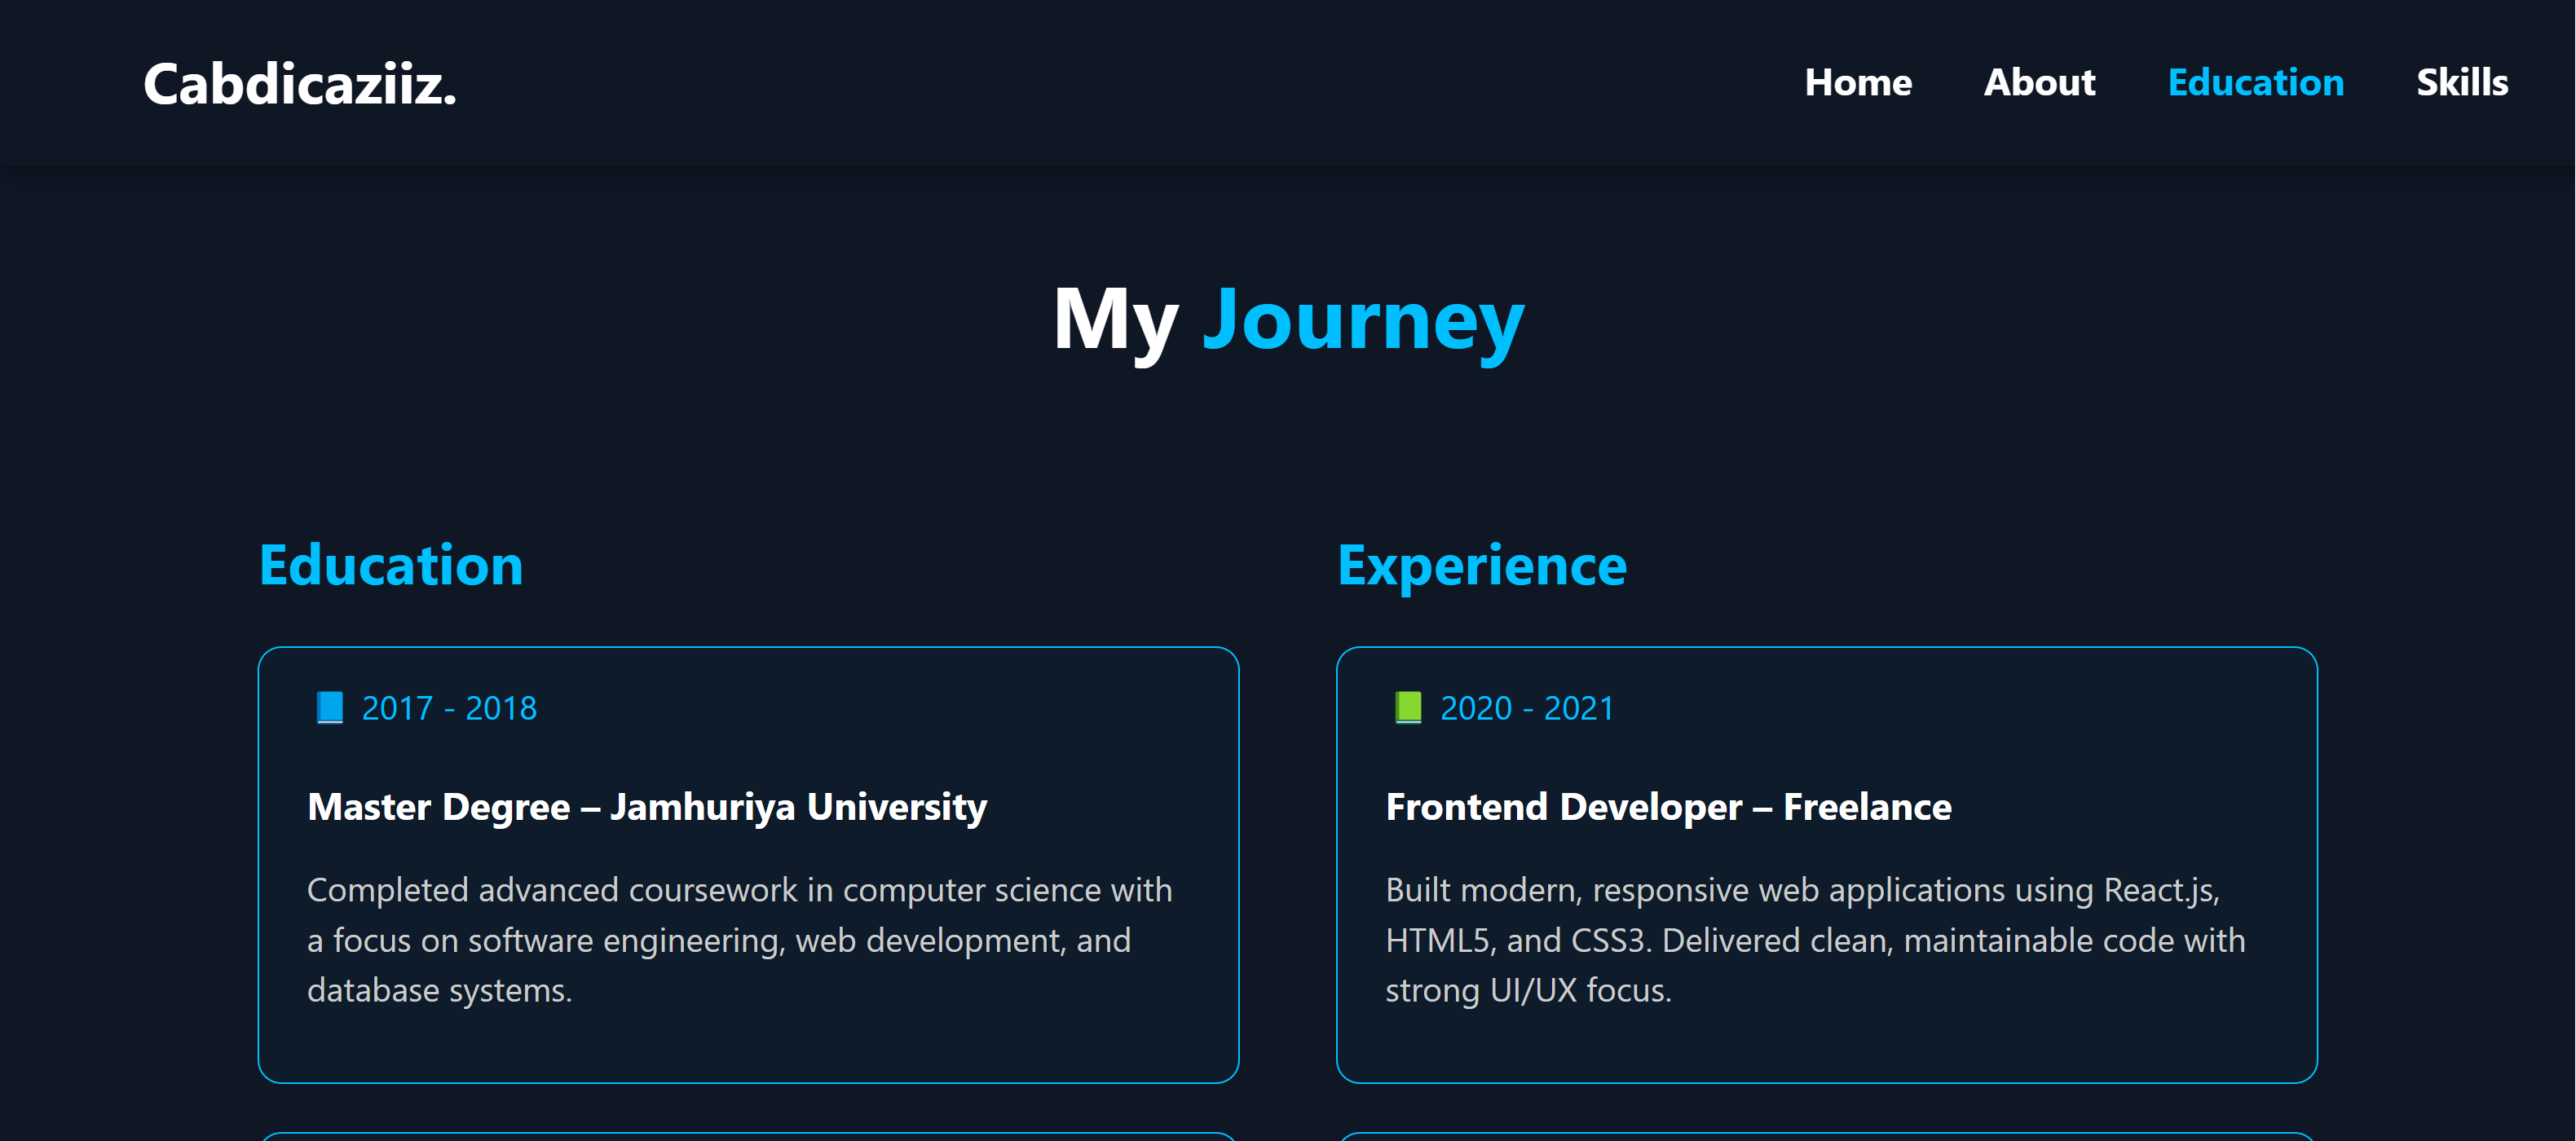 Cabdicaziiz.
Home About Education Skills
My Journey
Education
2017 - 2018
Master Degree – Jamhuriya University
Completed advanced coursework in computer science with
a focus on software engineering, web development, and
database systems.
Experience
2020 - 2021
Frontend Developer – Freelance
Built modern, responsive web applications using React.js,
HTML5, and CSS3. Delivered clean, maintainable code with
strong UI/UX focus.